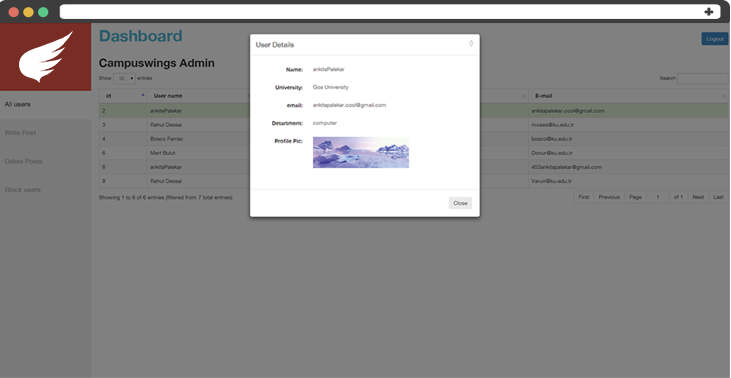 Dashboard
Logout
User Details
Campuswings Admin
Show 10 entries
Search
All users
Write Post
Delete Posts
Block users
id User name E-mail
2 ankitaPalekar ankitapalekar.cool@gmail.com
3 Rahul Dessai moses@ku.edu.tr
4 Bosco Ferrao bosco@ku.edu.tr
6 Mert Bulut Donur@ku.edu.tr
8 ankitaPalekar 453ankitapalekar@gmail.com
9 Rahul Dessai Varun@ku.edu.tr
Showing 1 to 6 of 6 entries (filtered from 7 total entries)
First Previous Page 1 of 1 Next Last
Name: ankitaPalekar
University: Goa University
email: ankitapalekar.cool@gmail.com
Department: computer
Profile Pic:
Close